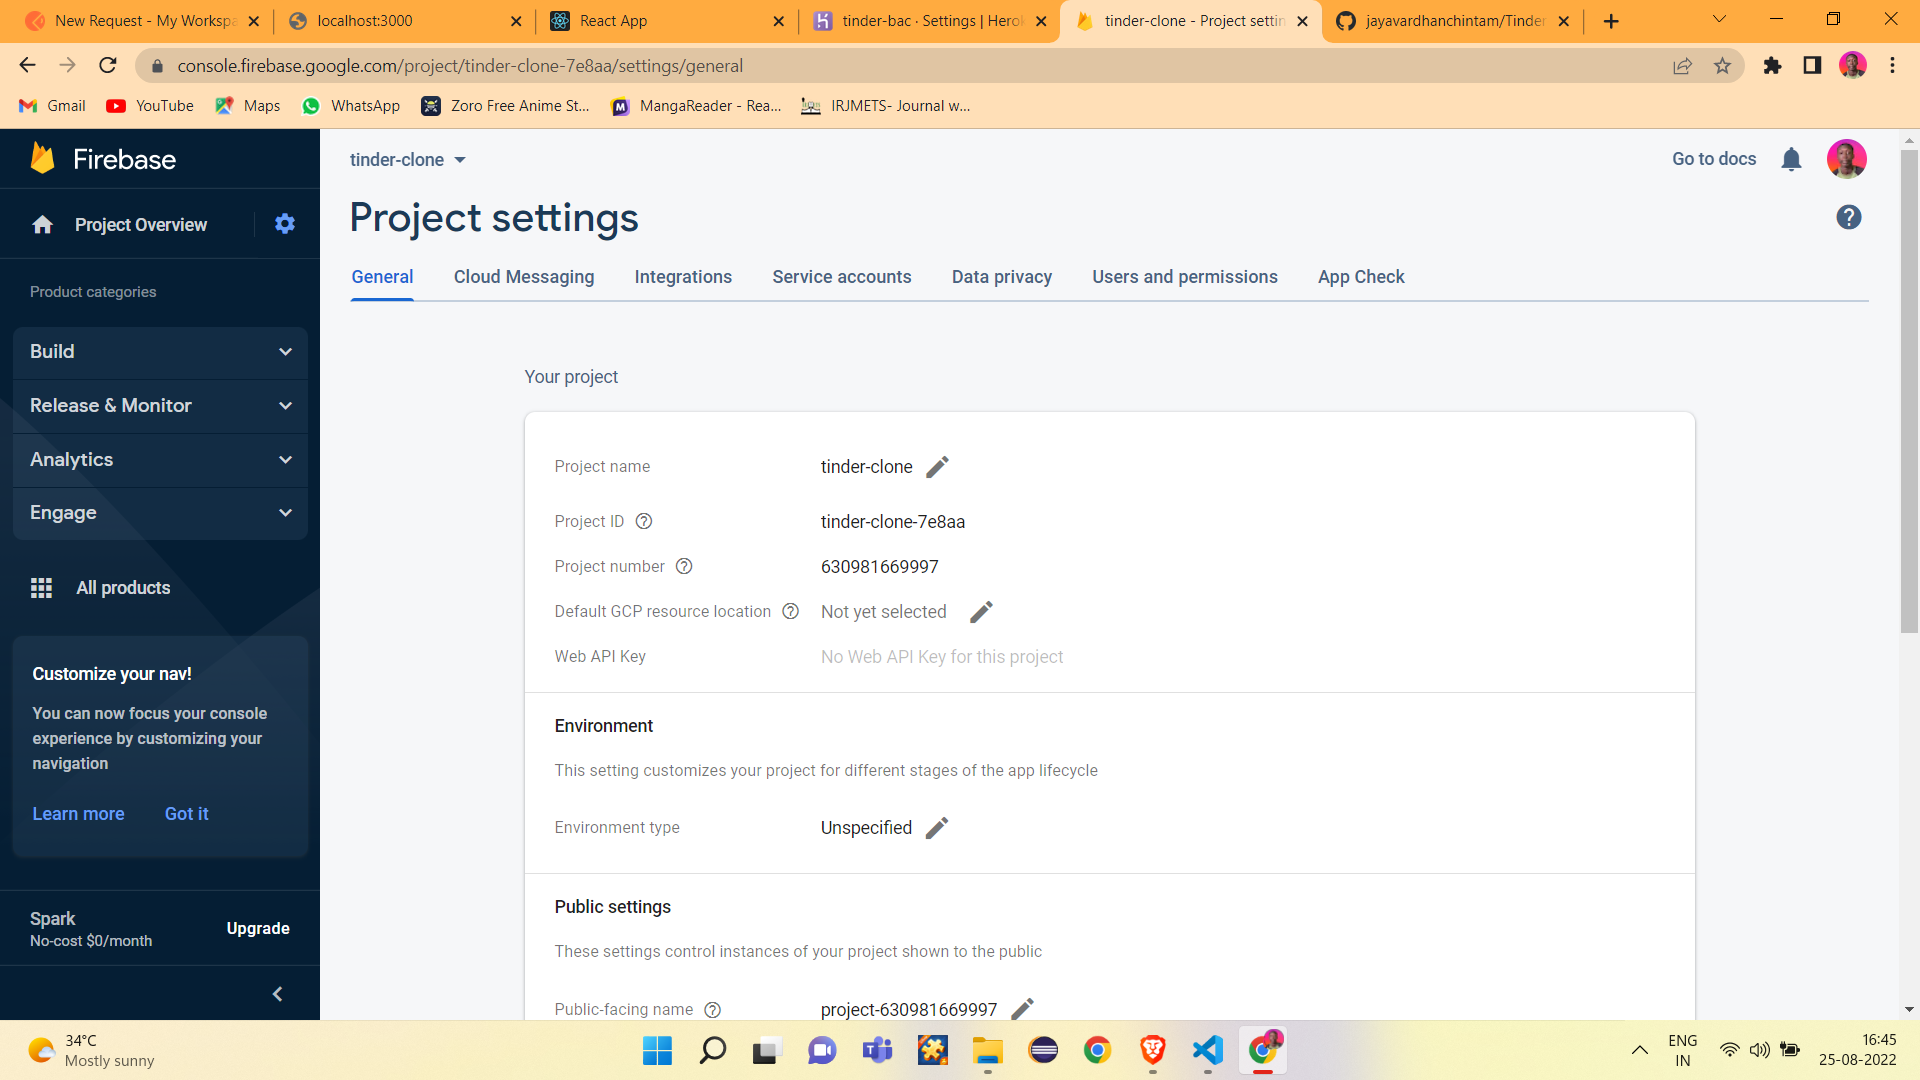 New Request - My Workspa
localhost:3000
React App
tinder-bac · Settings | Herok
tinder-clone - Project settin
jayavardhanchintam/Tinder
console.firebase.google.com/project/tinder-clone-7e8aa/settings/general
Gmail
YouTube
Maps
WhatsApp
Zoro Free Anime St...
MangaReader - Rea...
IRJMETS- Journal w...
Firebase
Project Overview
Product categories
Build
Release & Monitor
Analytics
Engage
All products
Customize your nav!
You can now focus your console
experience by customizing your
navigation
Learn more
Got it
Spark
No-cost $0/month
Upgrade
tinder-clone
Go to docs
Project settings
General
Cloud Messaging
Integrations
Service accounts
Data privacy
Users and permissions
App Check
Your project
Project name
tinder-clone
Project ID
tinder-clone-7e8aa
Project number
630981669997
Default GCP resource location
Not yet selected
Web API Key
No Web API Key for this project
Environment
This setting customizes your project for different stages of the app lifecycle
Environment type
Unspecified
Public settings
These settings control instances of your project shown to the public
Public-facing name
project-630981669997
34°C
Mostly sunny
ENG
IN
16:45
25-08-2022